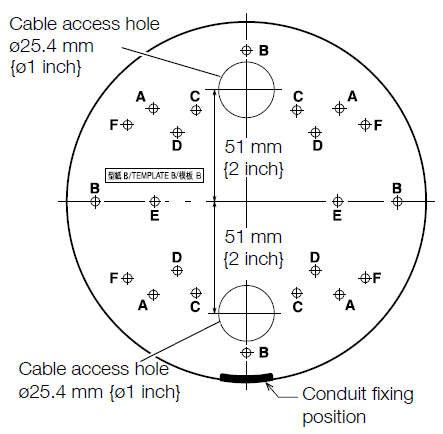 Cable access hole
ø25.4 mm
{ø1 inch}
B
A
C
C
A
F
F
D
D
51 mm
{2 inch}
型紙 B/TEMPLATE B/模板 B
B
B
E
E
51 mm
{2 inch}
D
D
F
F
A
C
C
A
B
Cable access hole
ø25.4 mm {ø1 inch}
Conduit fixing
position